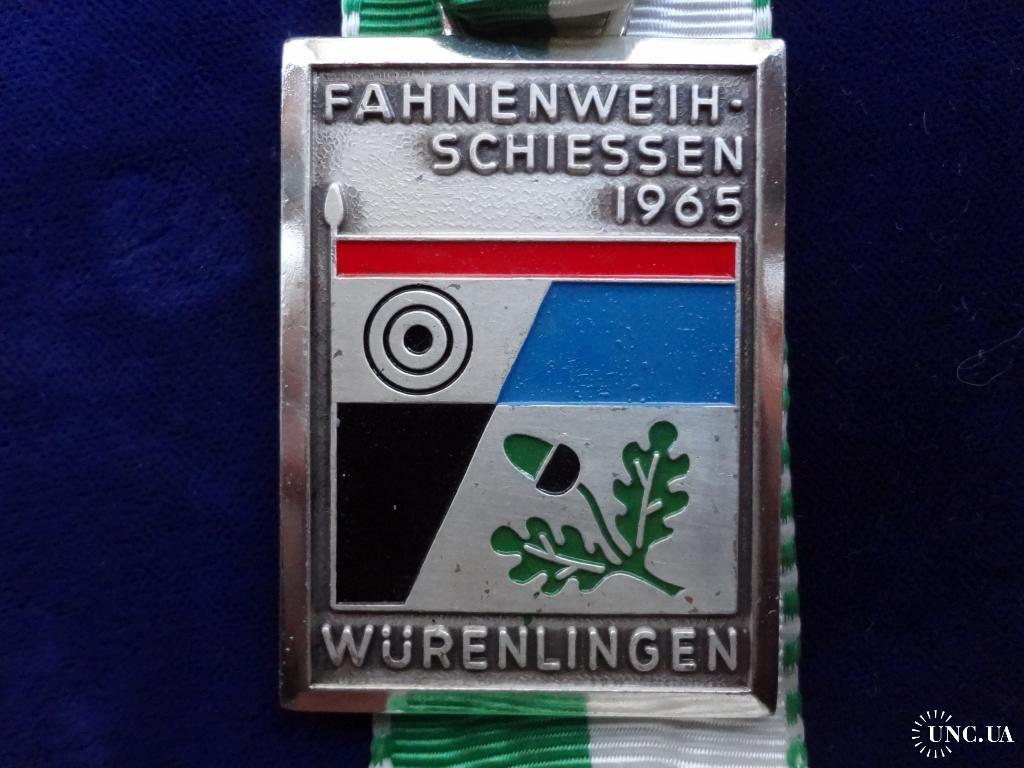 FAHNENWEIH-
SCHIESSEN
1965
WÜRENLINGEN
UNC.UA